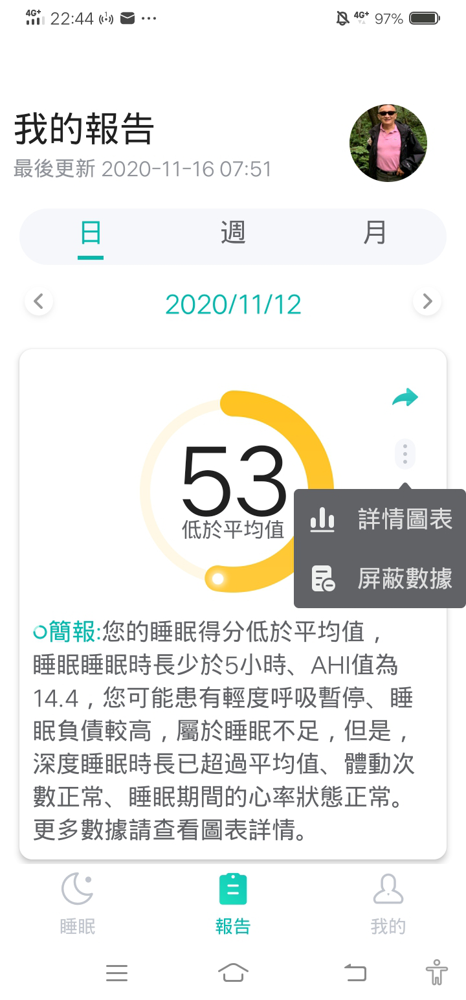 4G+ 22:44 4G+ 97%
我的報告
最後更新 2020-11-16 07:51
日 週 月
2020/11/12
53
低於平均值
詳情圖表
屏蔽數據
簡報:您的睡眠得分低於平均值，
睡眠睡眠時長少於5小時、AHI值為
14.4，您可能患有輕度呼吸暫停、睡
眠負債較高，屬於睡眠不足，但是，
深度睡眠時長已超過平均值、體動次
數正常、睡眠期間的心率狀態正常。
更多數據請查看圖表詳情。
睡眠 報告 我的